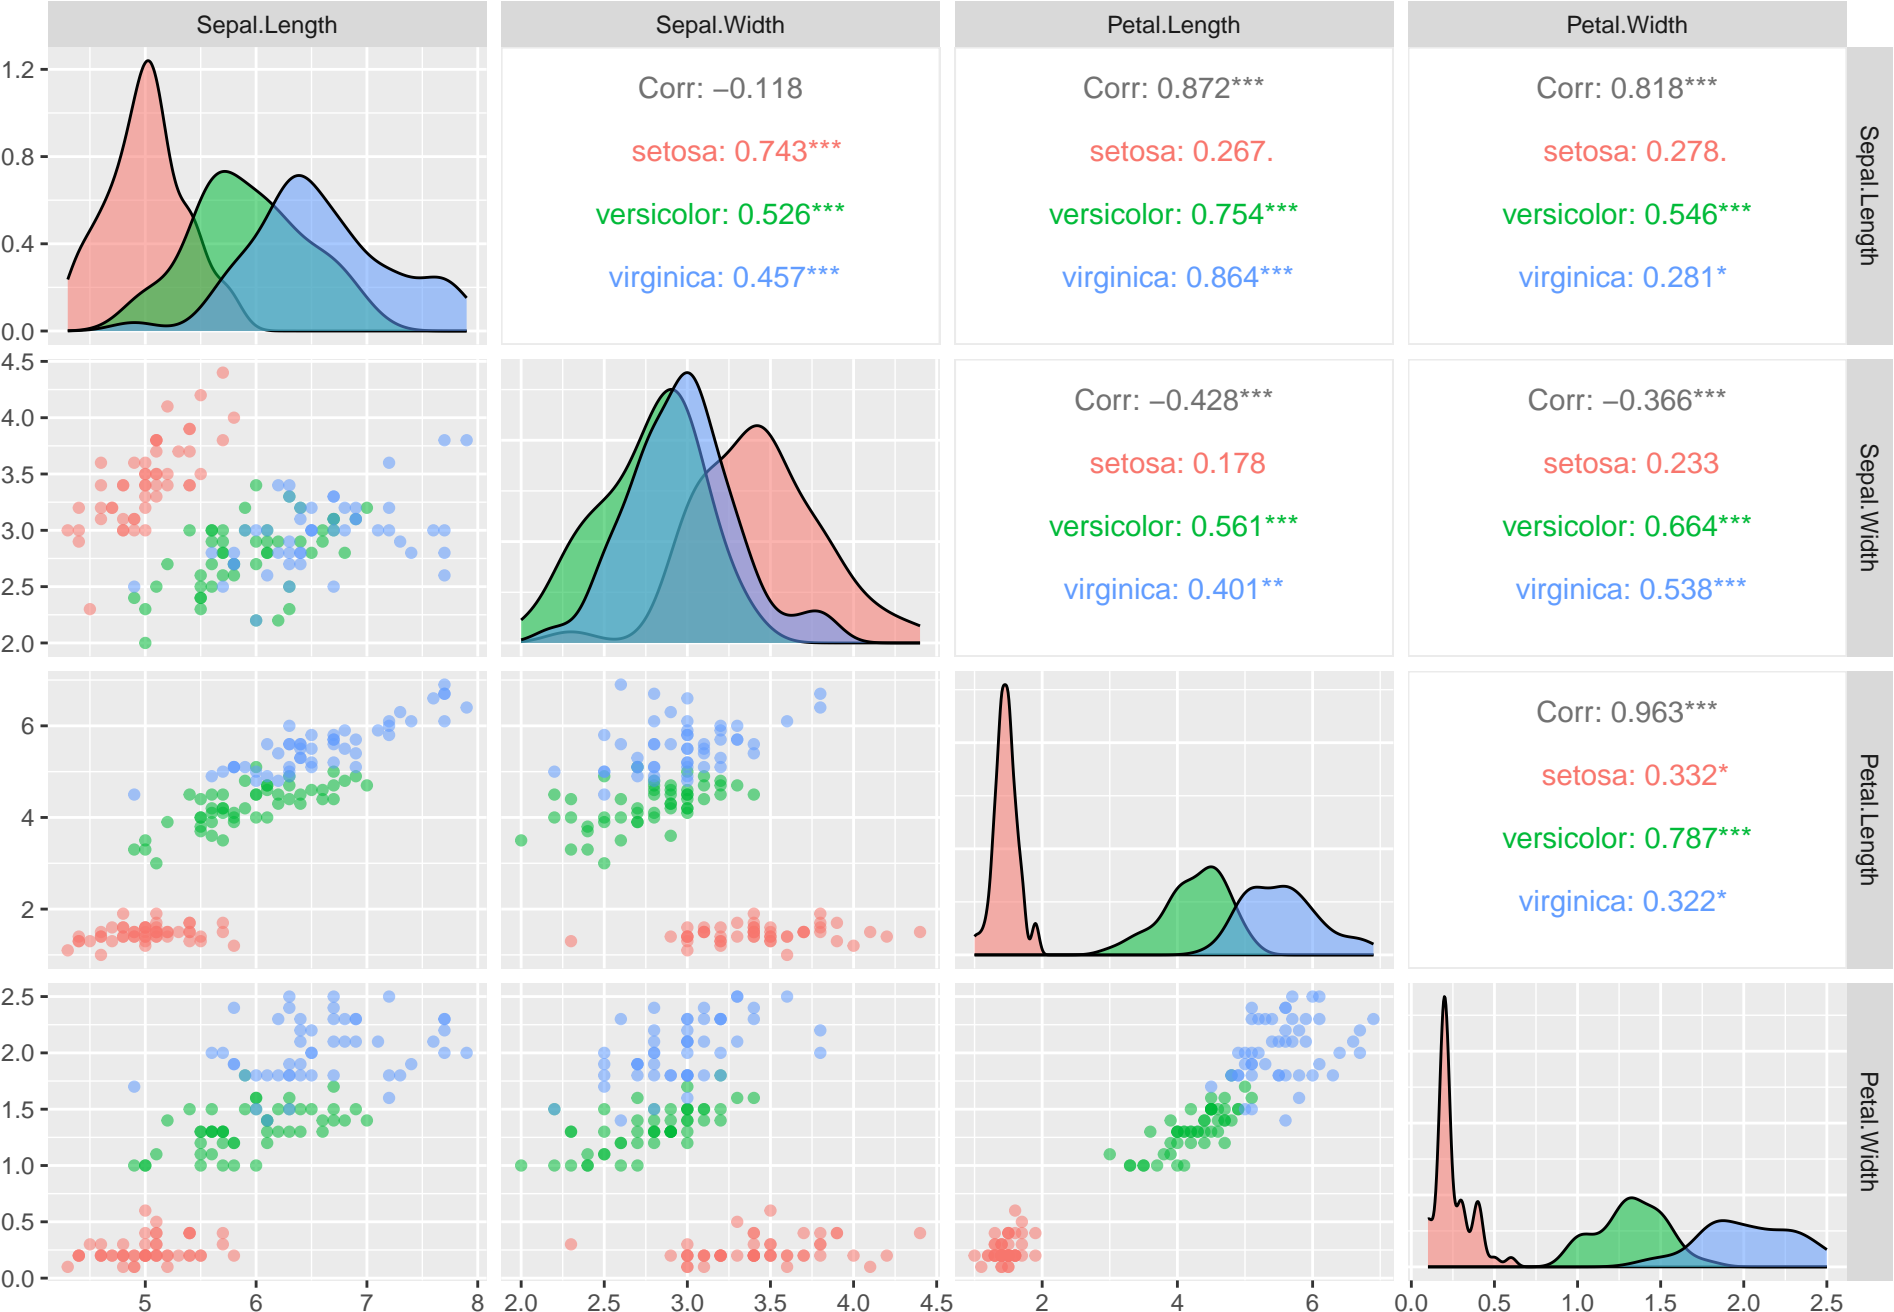 Sepal.Length Sepal.Width Petal.Length Petal.Width
1.2
0.8
0.4
0.0
Corr: −0.118
setosa: 0.743***
versicolor: 0.526***
virginica: 0.457***
Corr: 0.872***
setosa: 0.267.
versicolor: 0.754***
virginica: 0.864***
Corr: 0.818***
setosa: 0.278.
versicolor: 0.546***
virginica: 0.281*
Sepal.Length
4.5
4.0
3.5
3.0
2.5
2.0
Corr: −0.428***
setosa: 0.178
versicolor: 0.561***
virginica: 0.401**
Corr: −0.366***
setosa: 0.233
versicolor: 0.664***
virginica: 0.538***
Sepal.Width
6
4
2
Corr: 0.963***
setosa: 0.332*
versicolor: 0.787***
virginica: 0.322*
Petal.Length
2.5
2.0
1.5
1.0
0.5
0.0
Petal.Width
5 6 7 8 2.0 2.5 3.0 3.5 4.0 4.5 2 4 6 0.0 0.5 1.0 1.5 2.0 2.5